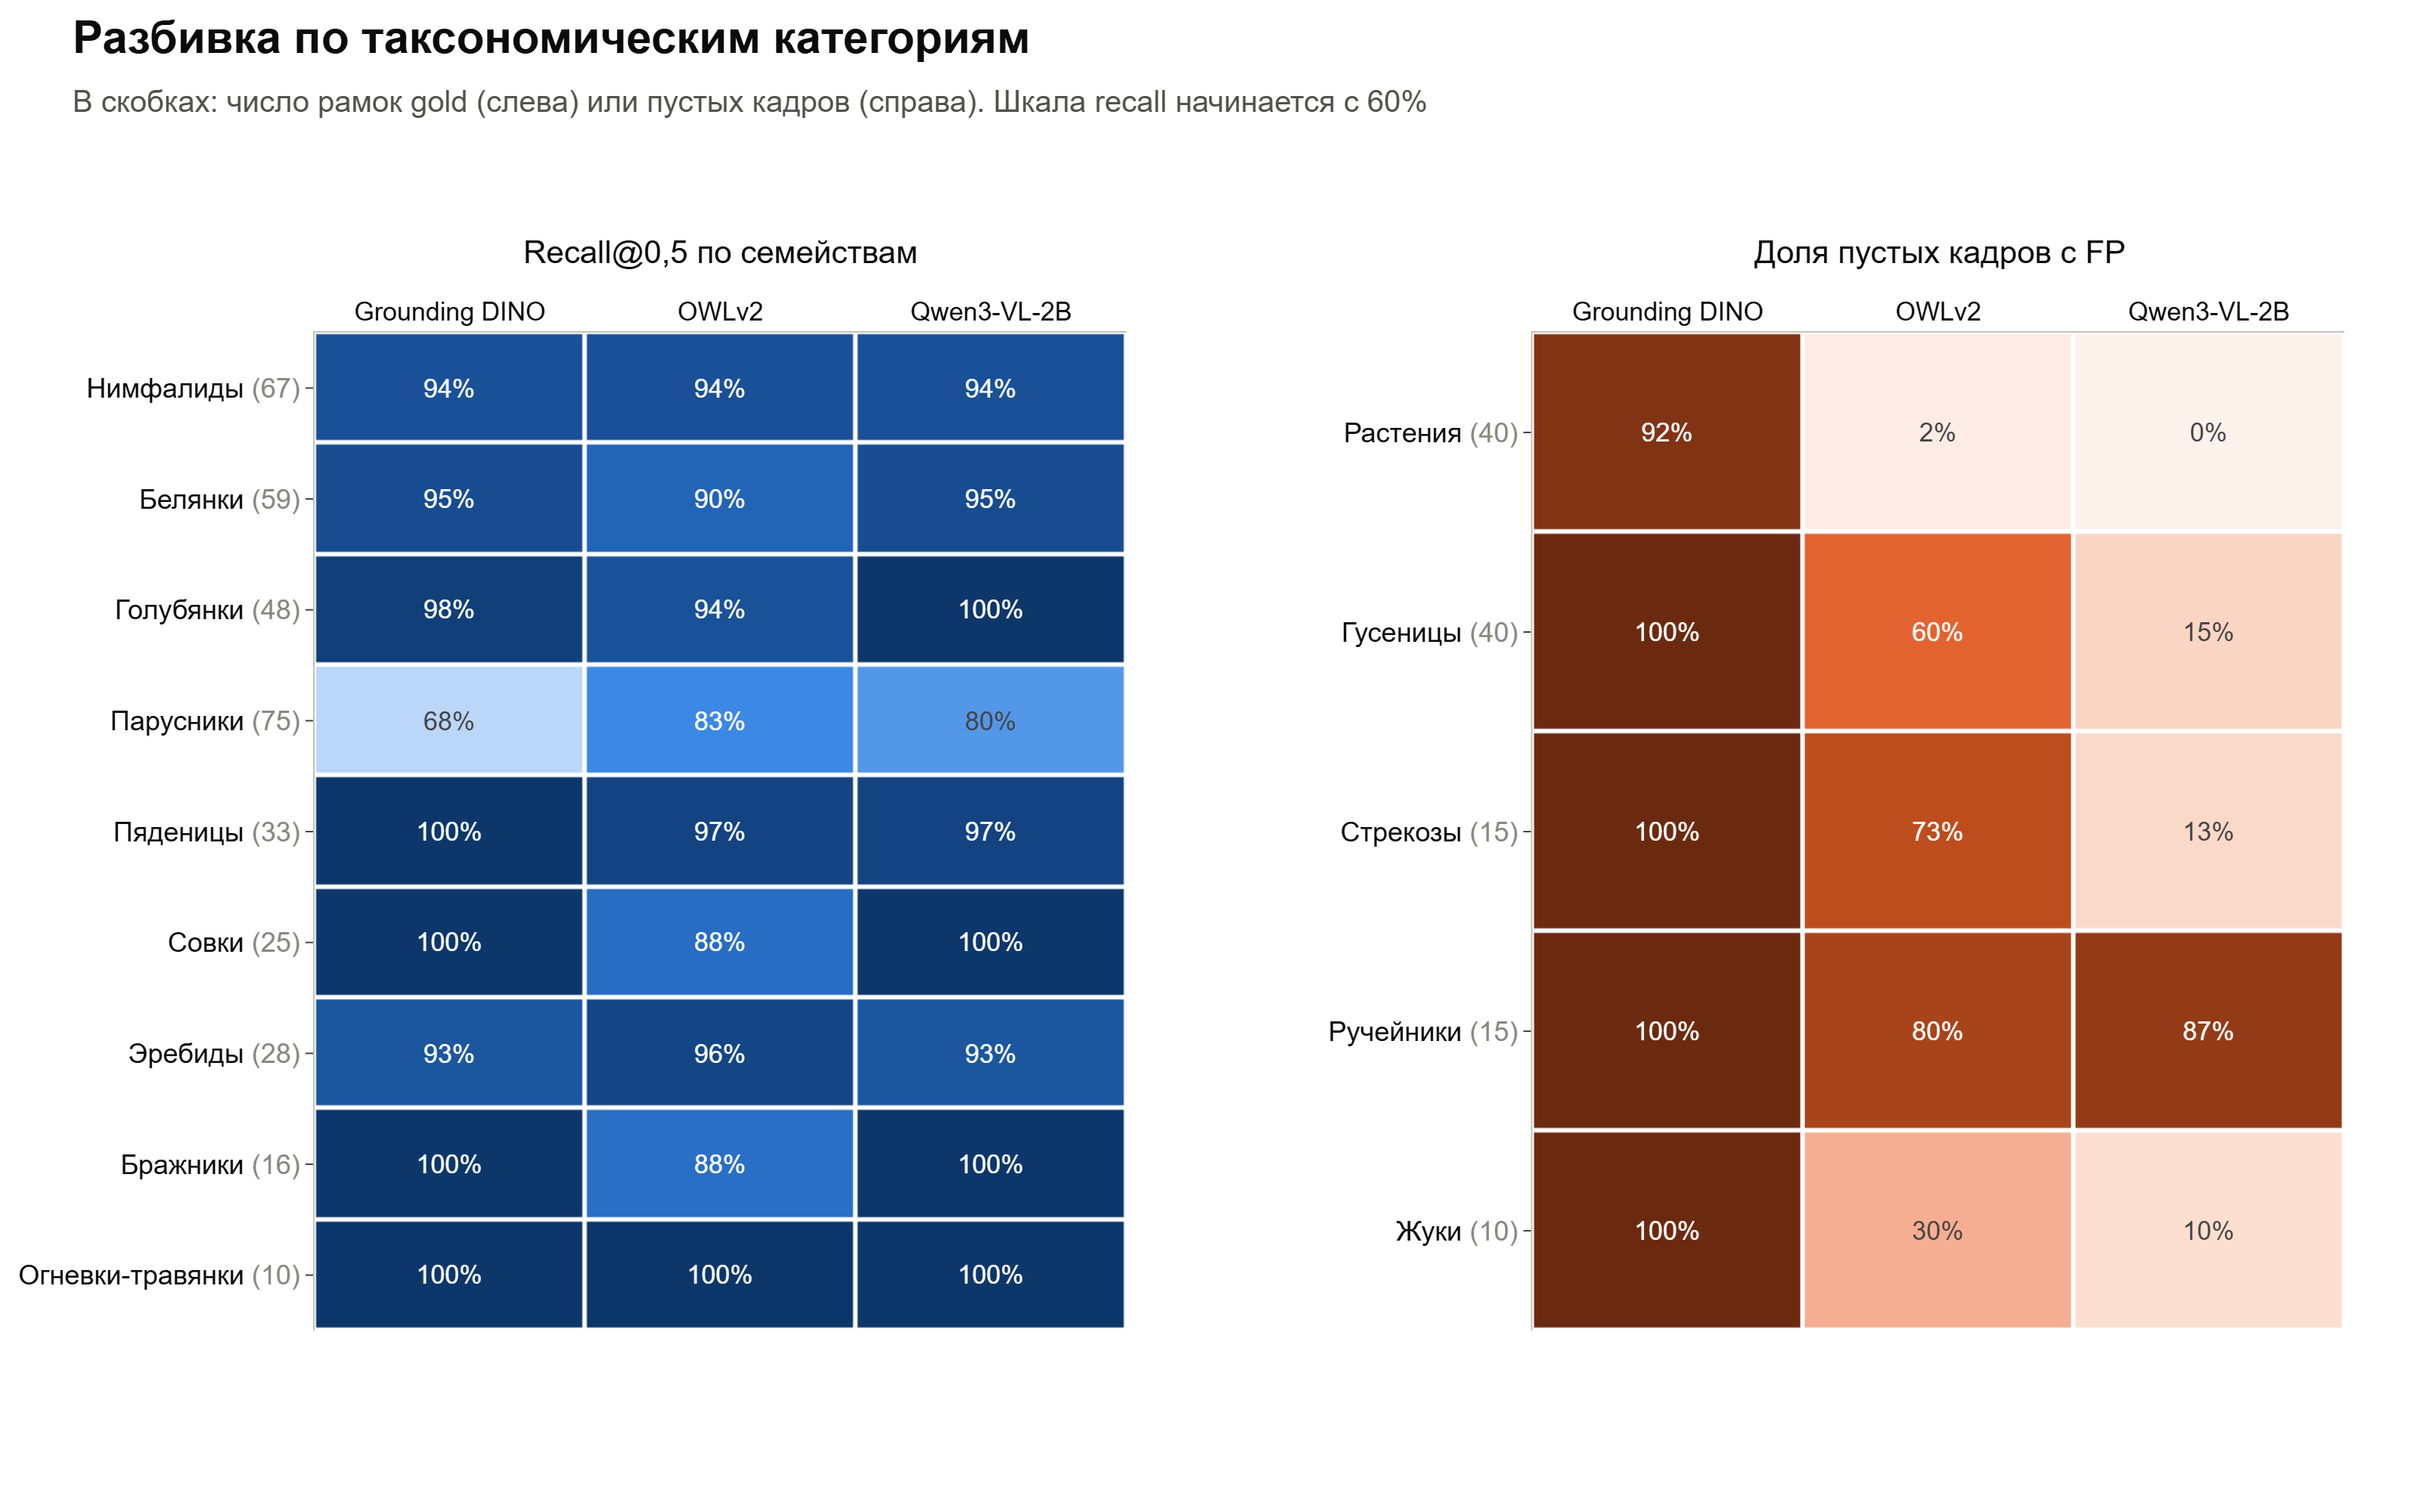 Разбивка по таксономическим категориям
В скобках: число рамок gold (слева) или пустых кадров (справа). Шкала recall начинается с 60%
Recall@0,5 по семействам
Grounding DINO OWLv2 Qwen3-VL-2B
Нимфалиды (67) 94% 94% 94%
Белянки (59) 95% 90% 95%
Голубянки (48) 98% 94% 100%
Парусники (75) 68% 83% 80%
Пяденицы (33) 100% 97% 97%
Совки (25) 100% 88% 100%
Эребиды (28) 93% 96% 93%
Бражники (16) 100% 88% 100%
Огневки-травянки (10) 100% 100% 100%
Доля пустых кадров с FP
Grounding DINO OWLv2 Qwen3-VL-2B
Растения (40) 92% 2% 0%
Гусеницы (40) 100% 60% 15%
Стрекозы (15) 100% 73% 13%
Ручейники (15) 100% 80% 87%
Жуки (10) 100% 30% 10%